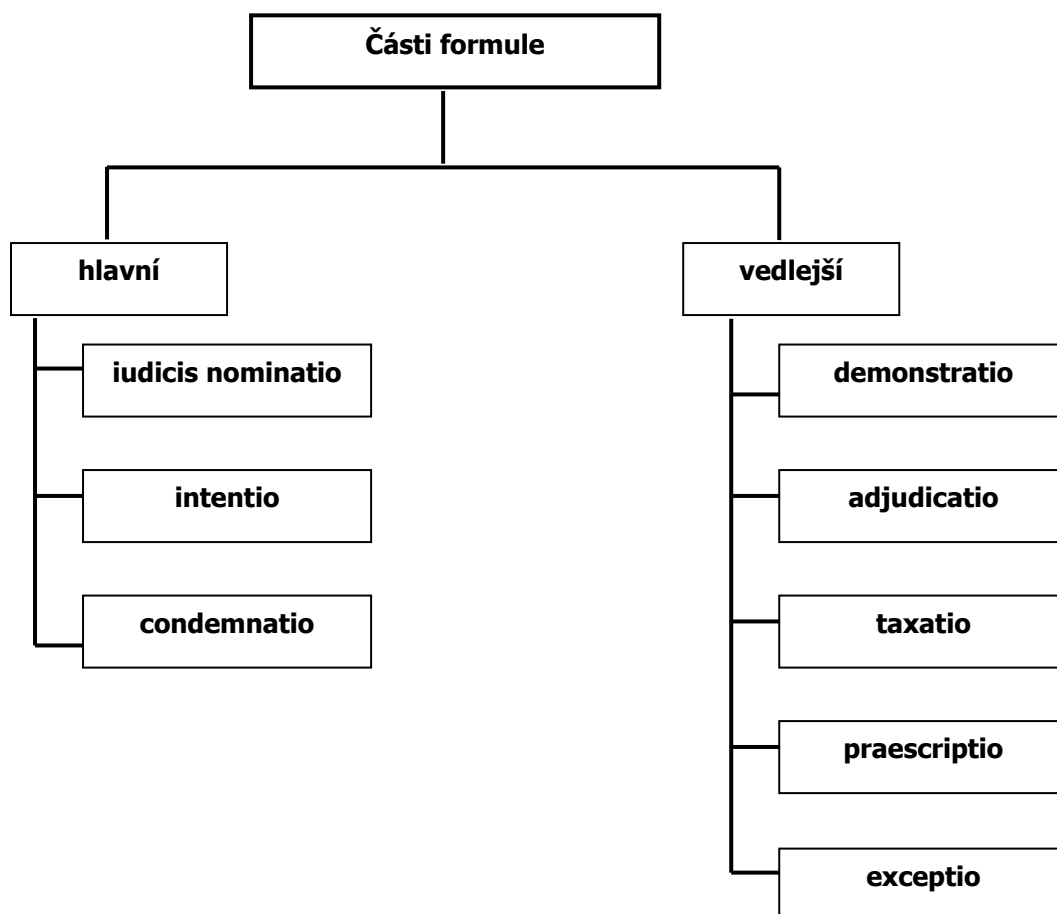 Části formule
hlavní
iudicis nominatio
intentio
condemnatio
vedlejší
demonstratio
adjudicatio
taxatio
praescriptio
exceptio